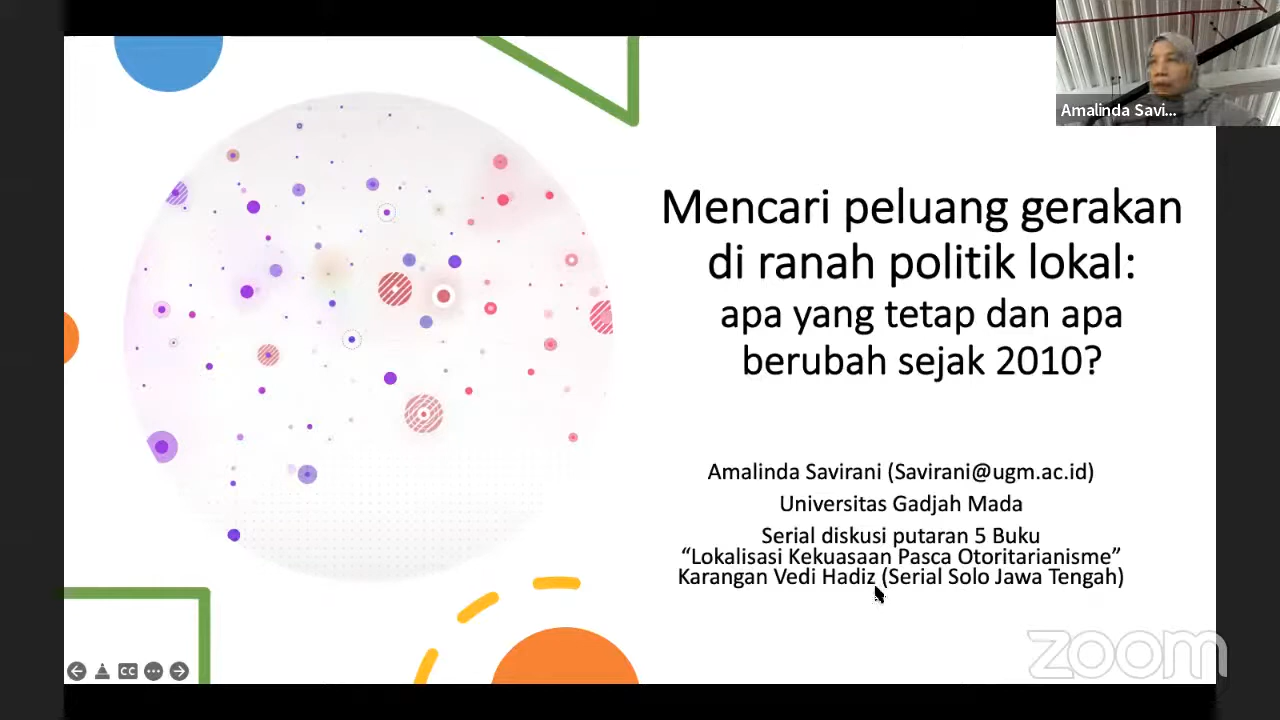 Amalinda Savi...
Mencari peluang gerakan
di ranah politik lokal:
apa yang tetap dan apa
berubah sejak 2010?
Amalinda Savirani (Savirani@ugm.ac.id)
Universitas Gadjah Mada
Serial diskusi putaran 5 Buku
“Lokalisasi Kekuasaan Pasca Otoritarianisme”
Karangan Vedi Hadiz (Serial Solo Jawa Tengah)
CC
zoom